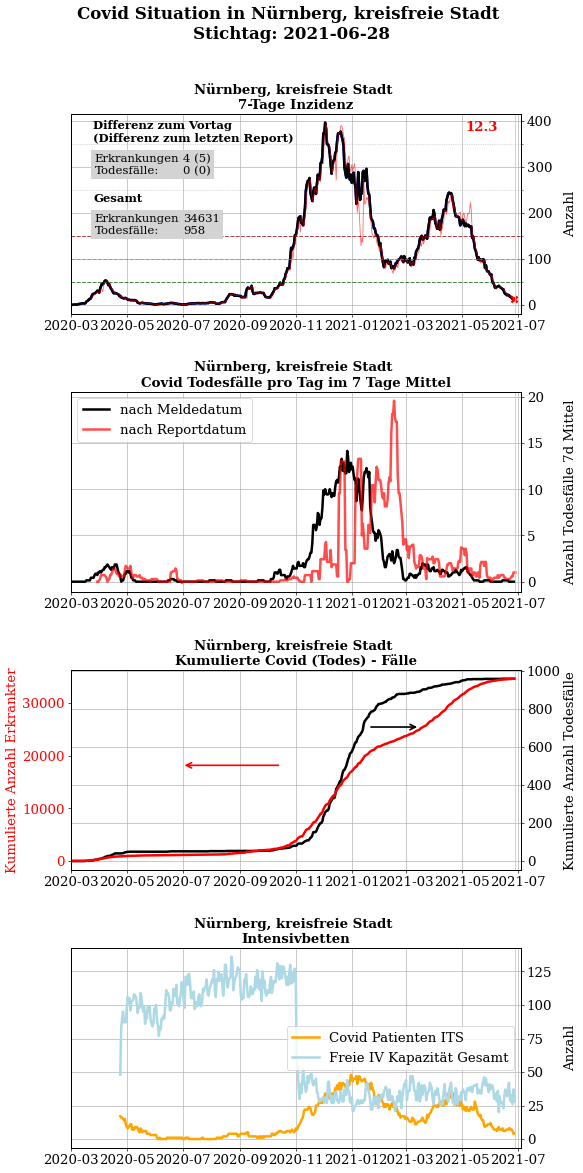 Covid Situation in Nürnberg, kreisfreie Stadt
Stichtag: 2021-06-28
Nürnberg, kreisfreie Stadt
7-Tage Inzidenz
Differenz zum Vortag
(Differenz zum letzten Report)
Erkrankungen 4 (5)
Todesfälle: 0 (0)
Gesamt
Erkrankungen 34631
Todesfälle: 958
12.3
400
300
200
100
0
Anzahl
2020-03 2020-05 2020-07 2020-09 2020-11 2021-01 2021-03 2021-05 2021-07
Nürnberg, kreisfreie Stadt
Covid Todesfälle pro Tag im 7 Tage Mittel
nach Meldedatum
nach Reportdatum
20
15
10
5
0
Anzahl Todesfälle 7d Mittel
2020-03 2020-05 2020-07 2020-09 2020-11 2021-01 2021-03 2021-05 2021-07
Nürnberg, kreisfreie Stadt
Kumulierte Covid (Todes) - Fälle
Kumulierte Anzahl Erkrankter
30000
20000
10000
0
1000
800
600
400
200
0
Kumulierte Anzahl Todesfälle
2020-03 2020-05 2020-07 2020-09 2020-11 2021-01 2021-03 2021-05 2021-07
Nürnberg, kreisfreie Stadt
Intensivbetten
Covid Patienten ITS
Freie IV Kapazität Gesamt
125
100
75
50
25
0
Anzahl
2020-03 2020-05 2020-07 2020-09 2020-11 2021-01 2021-03 2021-05 2021-07